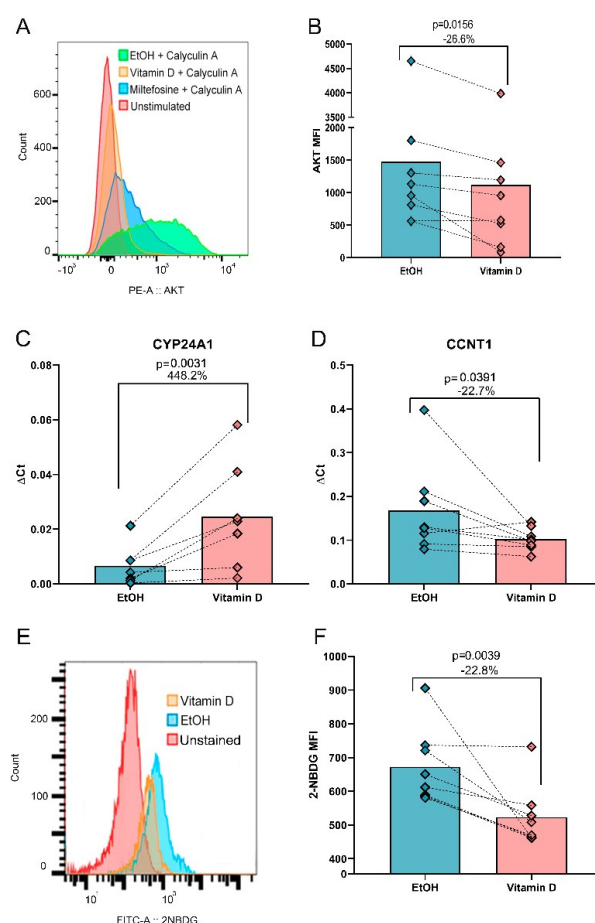 A
EtOH + Calyculin A
Vitamin D + Calyculin A
Miltefosine + Calyculin A
Unstimulated
600
400
200
0
Count
-10³ 0 10³ 10⁴
PE-A :: AKT
B
p=0.0156
-26.6%
5000
4500
4000
3500
2000
1500
1000
500
0
AKT MFI
EtOH Vitamin D
C
CYP24A1
p=0.0031
448.2%
0.08
0.06
0.04
0.02
0.00
ΔCt
EtOH Vitamin D
D
CCNT1
p=0.0391
-22.7%
0.5
0.4
0.3
0.2
0.1
0.0
ΔCt
EtOH Vitamin D
E
Vitamin D
EtOH
Unstained
200
100
0
Count
10 10³
FITC-A :: 2NBDG
F
p=0.0039
-22.8%
1000
900
800
700
600
500
400
0
2-NBDG MFI
EtOH Vitamin D